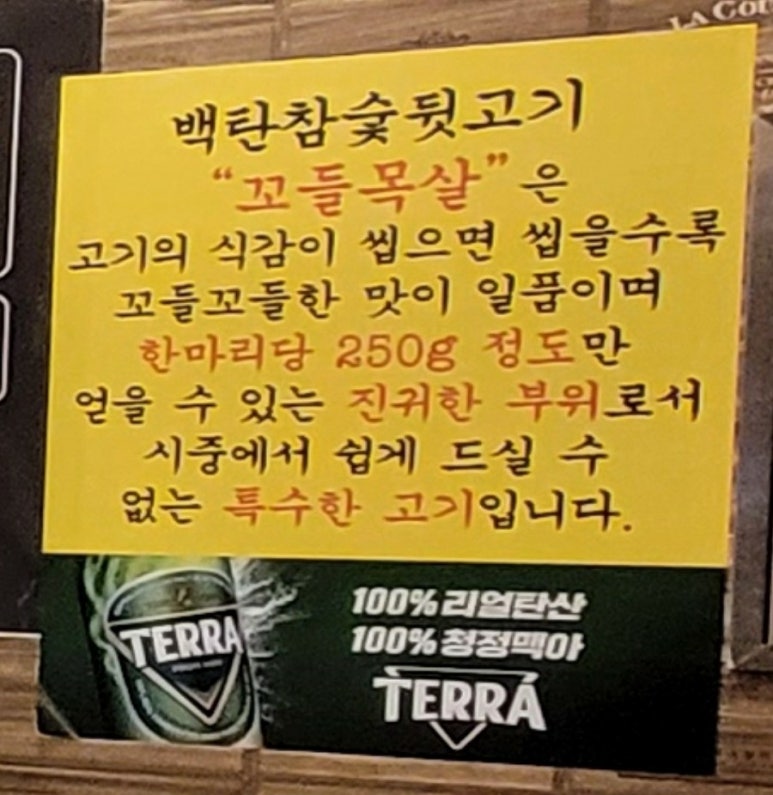 LA COU
백탄참숯뒷고기
“꼬들목살”은
고기의 식감이 씹으면 씹을수록
꼬들꼬들한 맛이 일품이며
한마리당 250g 정도만
얻을 수 있는 진귀한 부위로서
시중에서 쉽게 드실 수
없는 특수한 고기입니다.
TERRA
100%리얼탄산
100%청정맥아
TERRA